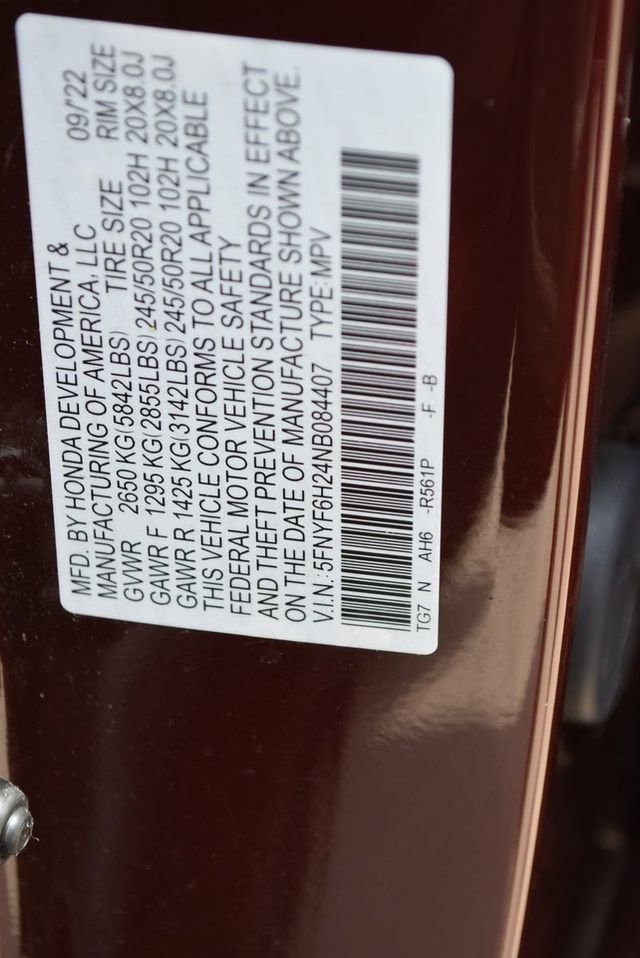 MFD. BY HONDA DEVELOPMENT &
MANUFACTURING OF AMERICA, LLC 09/'22
TIRE SIZE RIM SIZE
GVWR 2650 KG(5842LBS)
GAWR F 1295 KG(2855LBS) 245/50R20 102H 20X8.0J
GAWR R 1425 KG(3142LBS) 245/50R20 102H 20X8.0J
THIS VEHICLE CONFORMS TO ALL APPLICABLE
FEDERAL MOTOR VEHICLE SAFETY
AND THEFT PREVENTION STANDARDS IN EFFECT
ON THE DATE OF MANUFACTURE SHOWN ABOVE.
V.I.N.:5FNYF6H24NB084407 TYPE:MPV
TG7 N AH6 -R561P -F -B